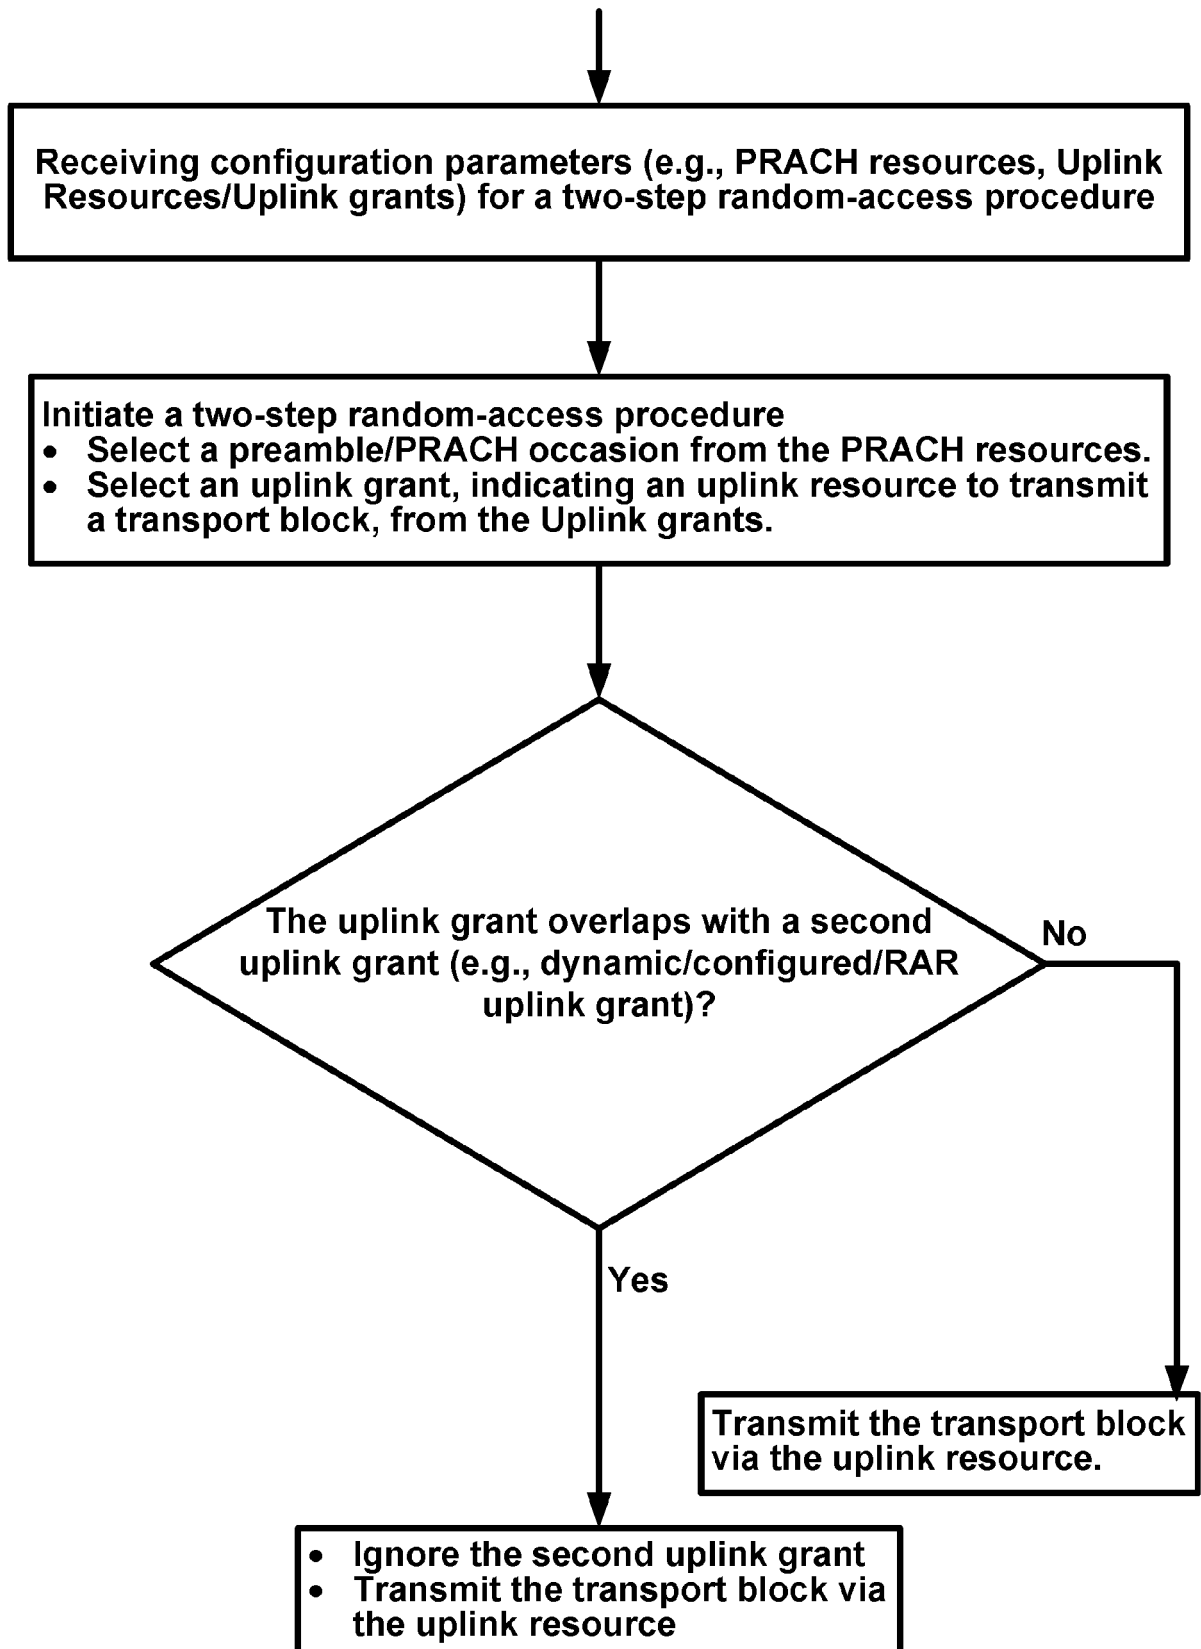 Receiving configuration parameters (e.g., PRACH resources, Uplink
Resources/Uplink grants) for a two-step random-access procedure
Initiate a two-step random-access procedure
• Select a preamble/PRACH occasion from the PRACH resources.
• Select an uplink grant, indicating an uplink resource to transmit
a transport block, from the Uplink grants.
The uplink grant overlaps with a second
uplink grant (e.g., dynamic/configured/RAR
uplink grant)?
No
Yes
Transmit the transport block
via the uplink resource.
• Ignore the second uplink grant
• Transmit the transport block via
the uplink resource